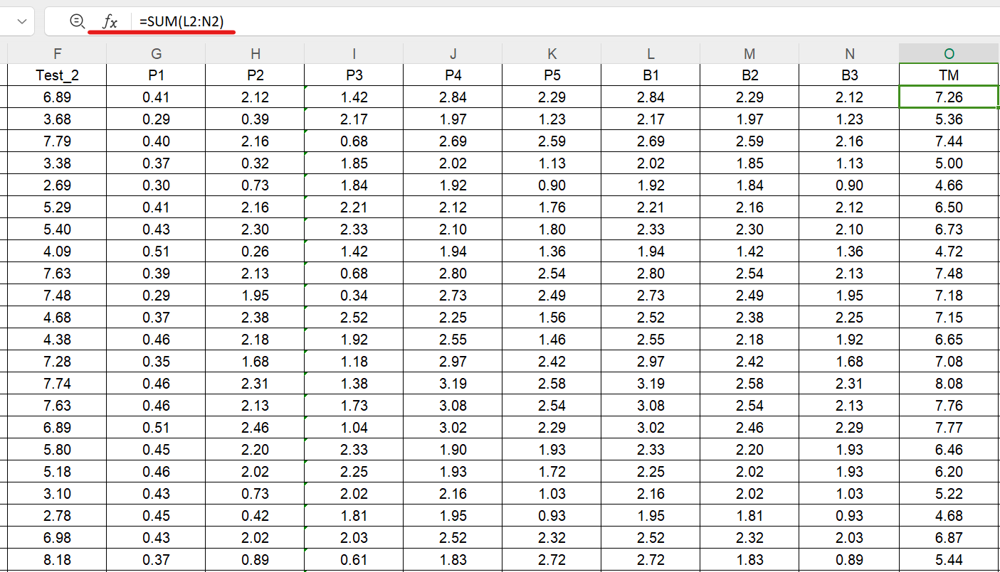 fx =SUM(L2:N2)
F G H I J K L M N O
Test_2 P1 P2 P3 P4 P5 B1 B2 B3 TM
6.89 0.41 2.12 1.42 2.84 2.29 2.84 2.29 2.12 7.26
3.68 0.29 0.39 2.17 1.97 1.23 2.17 1.97 1.23 5.36
7.79 0.40 2.16 0.68 2.69 2.59 2.69 2.59 2.16 7.44
3.38 0.37 0.32 1.85 2.02 1.13 2.02 1.85 1.13 5.00
2.69 0.30 0.73 1.84 1.92 0.90 1.92 1.84 0.90 4.66
5.29 0.41 2.16 2.21 2.12 1.76 2.21 2.16 2.12 6.50
5.40 0.43 2.30 2.33 2.10 1.80 2.33 2.30 2.10 6.73
4.09 0.51 0.26 1.42 1.94 1.36 1.94 1.42 1.36 4.72
7.63 0.39 2.13 0.68 2.80 2.54 2.80 2.54 2.13 7.48
7.48 0.29 1.95 0.34 2.73 2.49 2.73 2.49 1.95 7.18
4.68 0.37 2.38 2.52 2.25 1.56 2.52 2.38 2.25 7.15
4.38 0.46 2.18 1.92 2.55 1.46 2.55 2.18 1.92 6.65
7.28 0.35 1.68 1.18 2.97 2.42 2.97 2.42 1.68 7.08
7.74 0.46 2.31 1.38 3.19 2.58 3.19 2.58 2.31 8.08
7.63 0.46 2.13 1.73 3.08 2.54 3.08 2.54 2.13 7.76
6.89 0.51 2.46 1.04 3.02 2.29 3.02 2.46 2.29 7.77
5.80 0.45 2.20 2.33 1.90 1.93 2.33 2.20 1.93 6.46
5.18 0.46 2.02 2.25 1.93 1.72 2.25 2.02 1.93 6.20
3.10 0.43 0.73 2.02 2.16 1.03 2.16 2.02 1.03 5.22
2.78 0.45 0.42 1.81 1.95 0.93 1.95 1.81 0.93 4.68
6.98 0.43 2.02 2.03 2.52 2.32 2.52 2.32 2.03 6.87
8.18 0.37 0.89 0.61 1.83 2.72 2.72 1.83 0.89 5.44